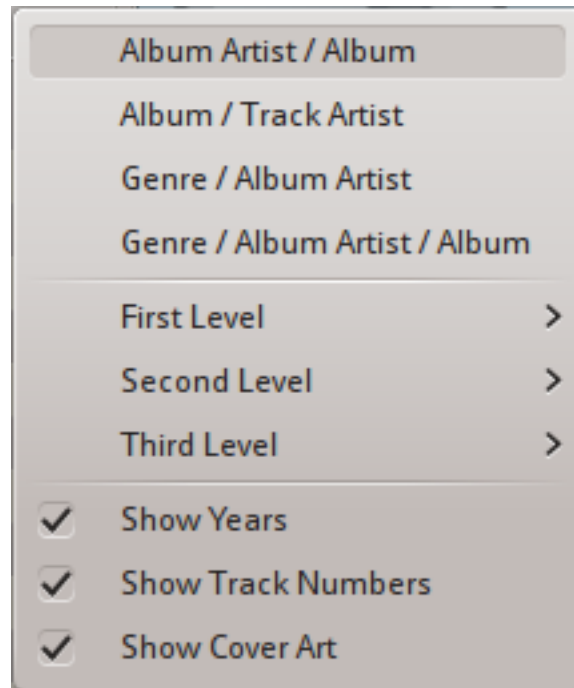 Album Artist / Album
Album / Track Artist
Genre / Album Artist
Genre / Album Artist / Album
First Level
Second Level
Third Level
Show Years
Show Track Numbers
Show Cover Art